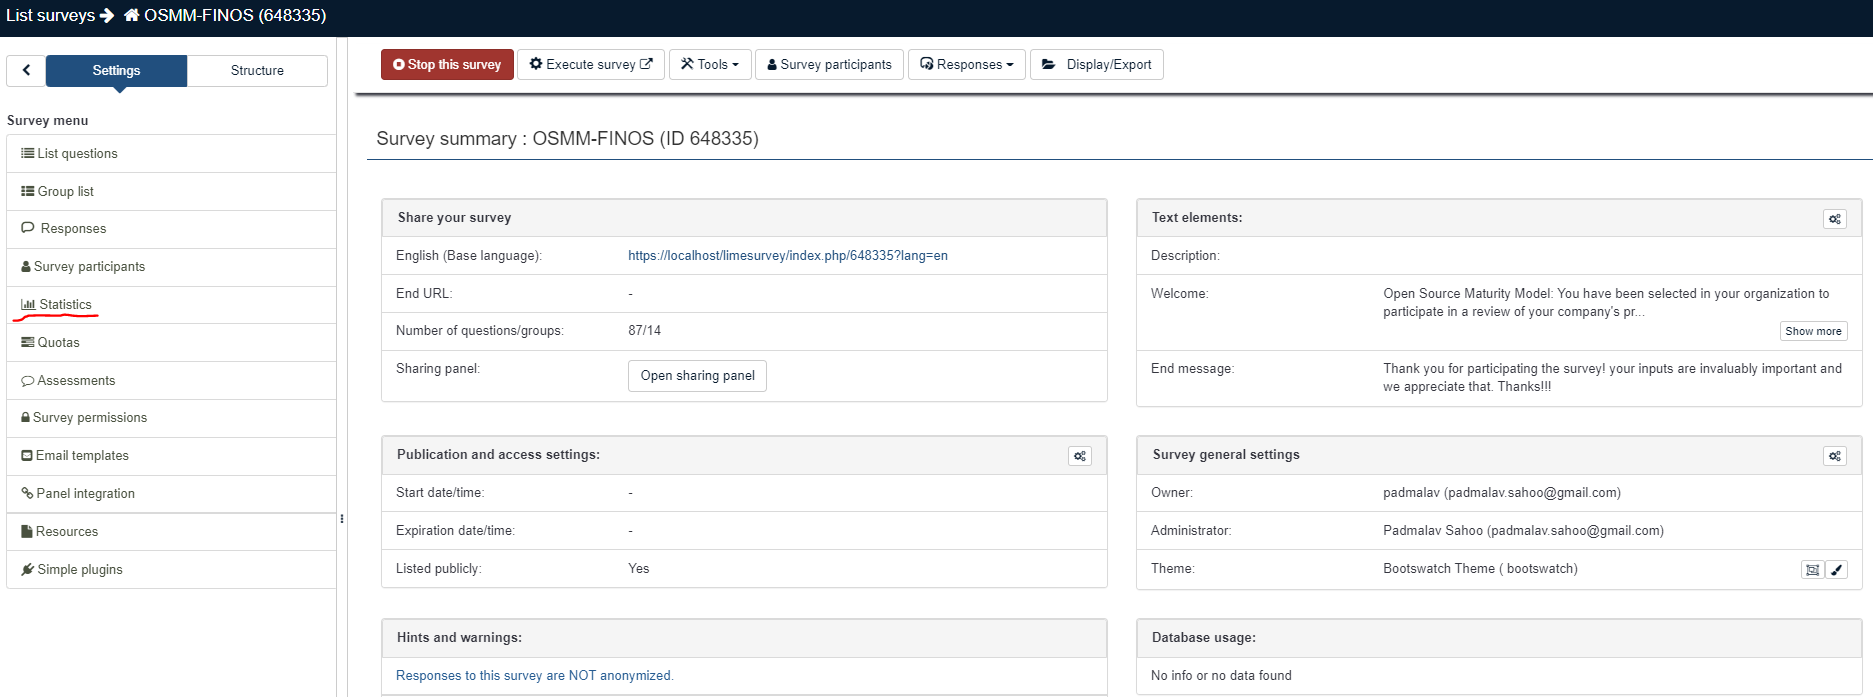 List surveys OSMM-FINOS (648335)
Settings Structure
Stop this survey Execute survey Tools Survey participants Responses Display/Export
Survey menu
List questions
Group list
Responses
Survey participants
Statistics
Quotas
Assessments
Survey permissions
Email templates
Panel integration
Resources
Simple plugins
Survey summary : OSMM-FINOS (ID 648335)
Share your survey
English (Base language): https://localhost/limesurvey/index.php/648335?lang=en
End URL: -
Number of questions/groups: 87/14
Sharing panel: Open sharing panel
Text elements:
Description:
Welcome: Open Source Maturity Model: You have been selected in your organization to
participate in a review of your company's pr...
Show more
End message: Thank you for participating the survey! your inputs are invaluably important and
we appreciate that. Thanks!!!
Publication and access settings:
Start date/time: -
Expiration date/time: -
Listed publicly: Yes
Survey general settings
Owner: padmalav (padmalav.sahoo@gmail.com)
Administrator: Padmalav Sahoo (padmalav.sahoo@gmail.com)
Theme: Bootswatch Theme ( bootswatch)
Hints and warnings:
Responses to this survey are NOT anonymized.
Database usage:
No info or no data found